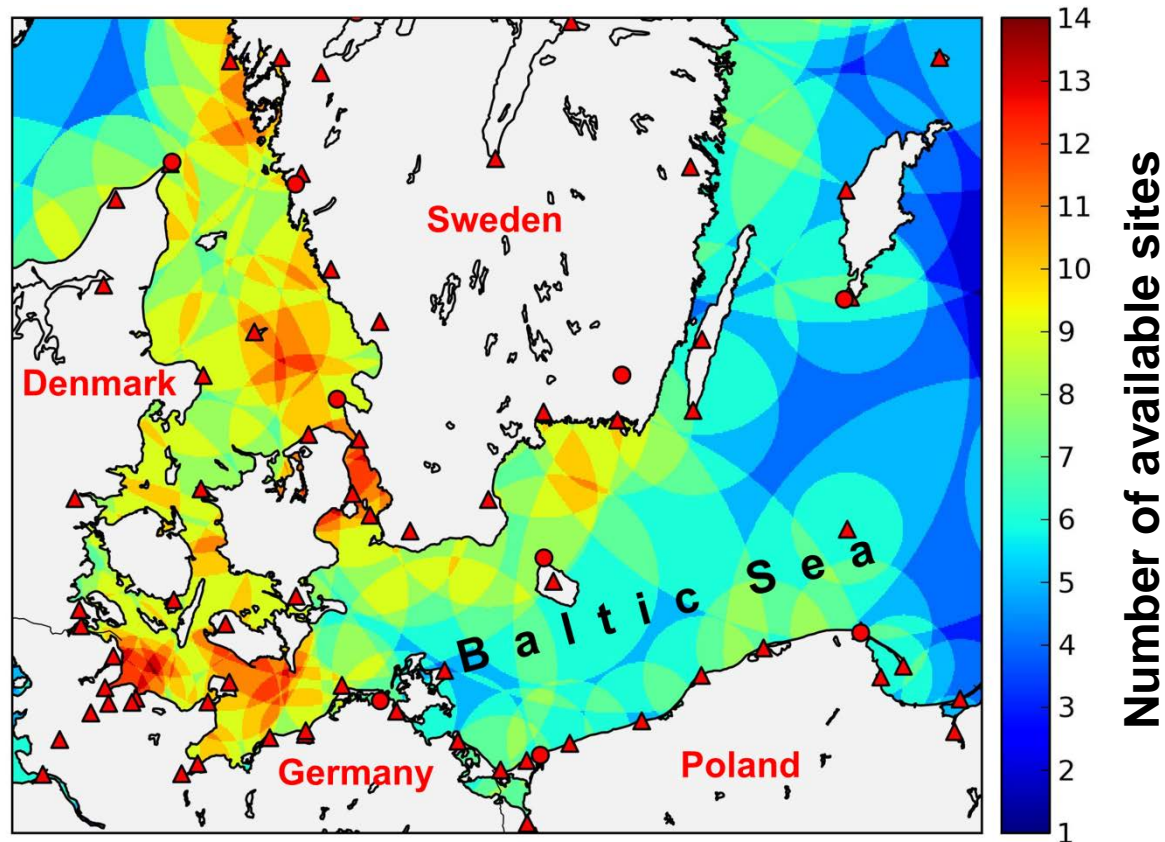 Sweden
Denmark
Baltic Sea
Germany
Poland
14
13
12
11
10
9
8
7
6
5
4
3
2
1
Number of available sites